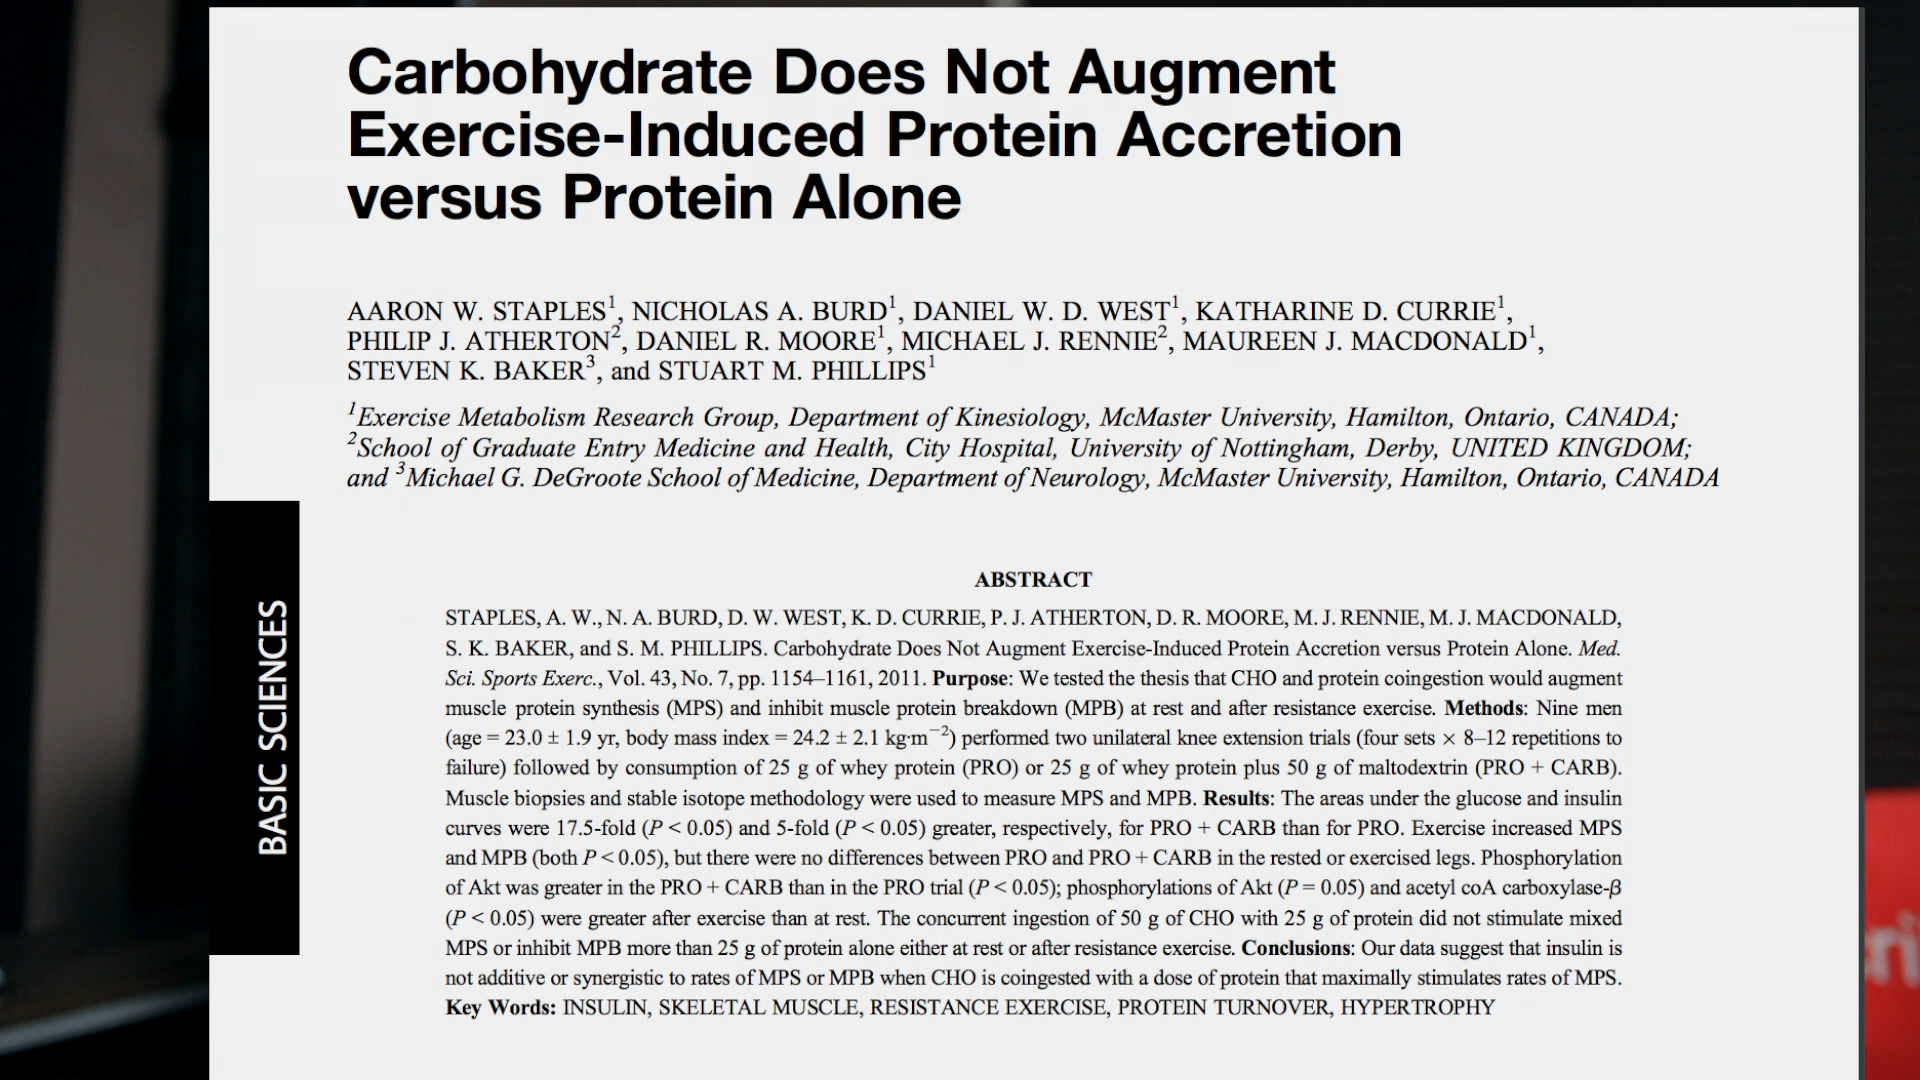 Carbohydrate Does Not Augment
Exercise-Induced Protein Accretion
versus Protein Alone
AARON W. STAPLES1, NICHOLAS A. BURD1, DANIEL W. D. WEST1, KATHARINE D. CURRIE1,
PHILIP J. ATHERTON2, DANIEL R. MOORE1, MICHAEL J. RENNIE2, MAUREEN J. MACDONALD1,
STEVEN K. BAKER3, and STUART M. PHILLIPS1
1Exercise Metabolism Research Group, Department of Kinesiology, McMaster University, Hamilton, Ontario, CANADA;
2School of Graduate Entry Medicine and Health, City Hospital, University of Nottingham, Derby, UNITED KINGDOM;
and 3Michael G. DeGroote School of Medicine, Department of Neurology, McMaster University, Hamilton, Ontario, CANADA
BASIC SCIENCES
ABSTRACT
STAPLES, A. W., N. A. BURD, D. W. WEST, K. D. CURRIE, P. J. ATHERTON, D. R. MOORE, M. J. RENNIE, M. J. MACDONALD,
S. K. BAKER, and S. M. PHILLIPS. Carbohydrate Does Not Augment Exercise-Induced Protein Accretion versus Protein Alone. Med.
Sci. Sports Exerc., Vol. 43, No. 7, pp. 1154–1161, 2011. Purpose: We tested the thesis that CHO and protein coingestion would augment
muscle protein synthesis (MPS) and inhibit muscle protein breakdown (MPB) at rest and after resistance exercise. Methods: Nine men
(age = 23.0 ± 1.9 yr, body mass index = 24.2 ± 2.1 kg·m−2) performed two unilateral knee extension trials (four sets × 8–12 repetitions to
failure) followed by consumption of 25 g of whey protein (PRO) or 25 g of whey protein plus 50 g of maltodextrin (PRO + CARB).
Muscle biopsies and stable isotope methodology were used to measure MPS and MPB. Results: The areas under the glucose and insulin
curves were 17.5-fold (P < 0.05) and 5-fold (P < 0.05) greater, respectively, for PRO + CARB than for PRO. Exercise increased MPS
and MPB (both P < 0.05), but there were no differences between PRO and PRO + CARB in the rested or exercised legs. Phosphorylation
of Akt was greater in the PRO + CARB than in the PRO trial (P < 0.05); phosphorylations of Akt (P = 0.05) and acetyl coA carboxylase-β
(P < 0.05) were greater after exercise than at rest. The concurrent ingestion of 50 g of CHO with 25 g of protein did not stimulate mixed
MPS or inhibit MPB more than 25 g of protein alone either at rest or after resistance exercise. Conclusions: Our data suggest that insulin is
not additive or synergistic to rates of MPS or MPB when CHO is coingested with a dose of protein that maximally stimulates rates of MPS.
Key Words: INSULIN, SKELETAL MUSCLE, RESISTANCE EXERCISE, PROTEIN TURNOVER, HYPERTROPHY